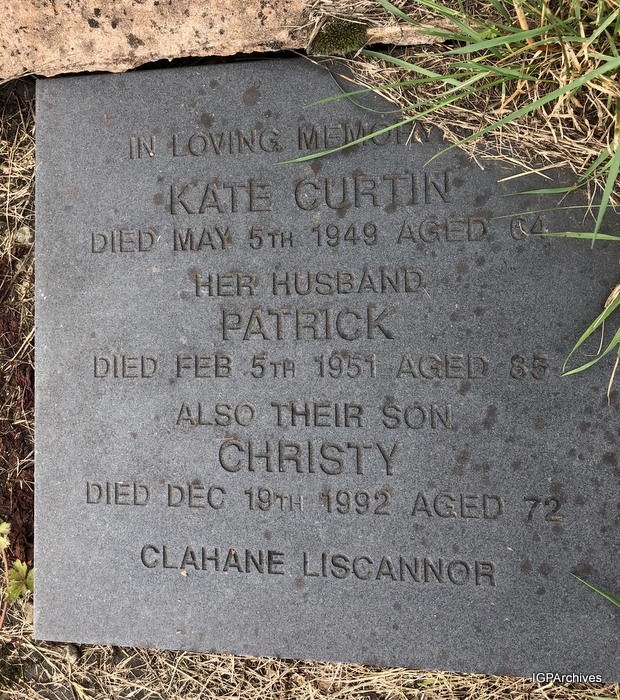 IN LOVING MEMORY
KATE CURTIN
DIED MAY 5TH 1949 AGED 64
HER HUSBAND
PATRICK
DIED FEB 5TH 1951 AGED 85
ALSO THEIR SON
CHRISTY
DIED DEC 19TH 1992 AGED 72
CLAHANE LISCANNOR
IGPArchives